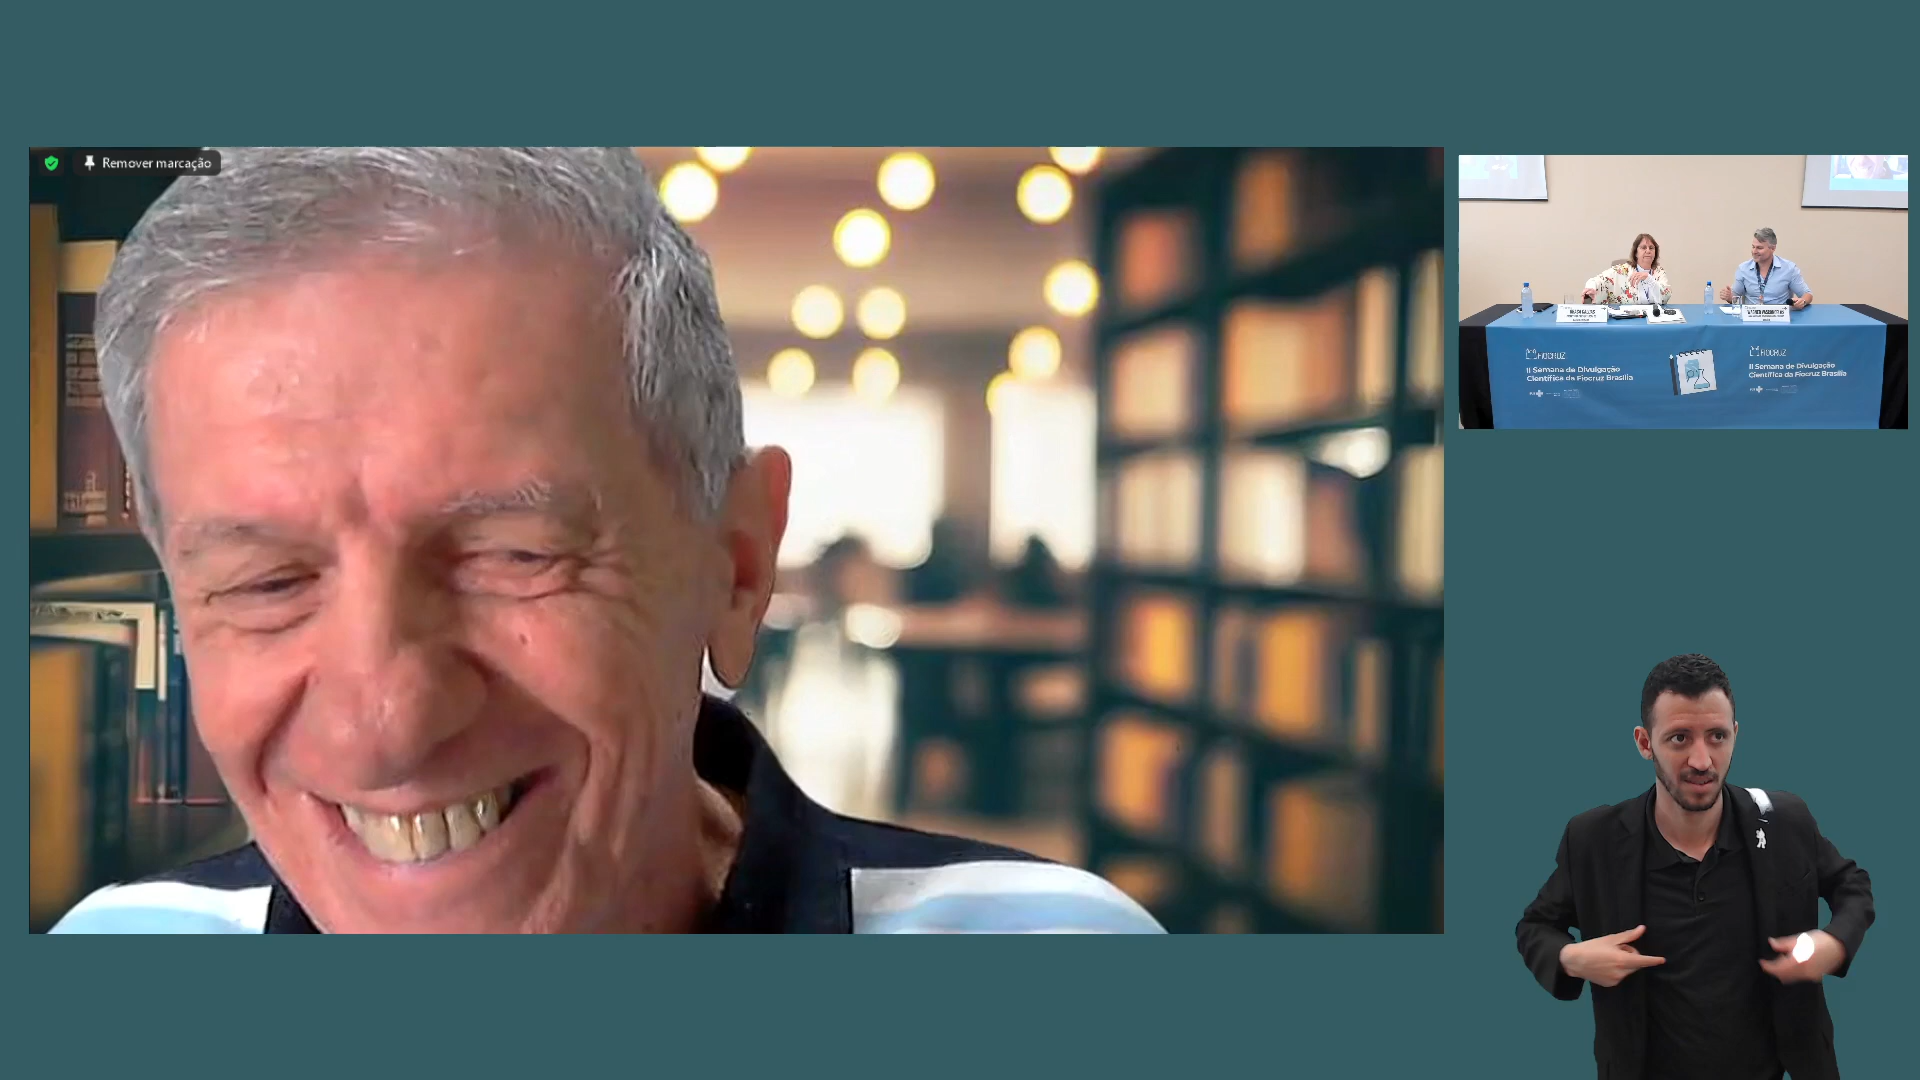 Remover marcação
FIOCRUZ
II Semana de Divulgação
Científica da Fiocruz Brasília
FIOCRUZ
II Semana de Divulgação
Científica da Fiocruz Brasília